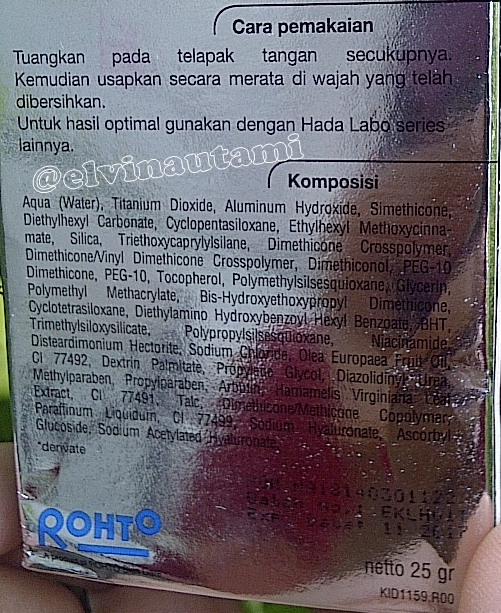 Cara pemakaian
Tuangkan pada telapak tangan secukupnya.
Kemudian usapkan secara merata di wajah yang telah
dibersihkan.
Untuk hasil optimal gunakan dengan Hada Labo series
lainnya.
@elvinautami
Komposisi
Aqua (Water), Titanium Dioxide, Aluminum Hydroxide, Simethicone,
Diethylhexyl Carbonate, Cyclopentasiloxane, Ethylhexyl Methoxycinna-
mate, Silica, Triethoxycaprylylsilane, Dimethicone Crosspolymer,
Dimethicone/Vinyl Dimethicone Crosspolymer, Dimethiconol, PEG-10
Dimethicone, PEG-10, Tocopherol, Polymethylsilsesquioxane, Glycerin,
Polymethyl Methacrylate, Bis-Hydroxyethoxypropyl Dimethicone,
Cyclotetrasiloxane, Diethylamino Hydroxybenzoyl Hexyl Benzoate, BHT,
Trimethylsiloxysilicate, Polypropylsilsesquioxane, Niacinamide,
Disteardimonium Hectorite, Sodium Chloride, Olea Europaea Fruit Oil,
CI 77492, Dextrin Palmitate, Propylene Glycol, Diazolidinyl Urea,
Methylparaben, Propylparaben, Arbutin, Hamamelis Virginiana Leaf
Extract, CI 77491, Talc, Dimethicone/Methicone Copolymer,
Paraffinum Liquidum, CI 77499, Sodium Hyaluronate, Ascorbyl
Glucoside, Sodium Acetylated Hyaluronate.
*derivate
ROHTO
netto 25 gr
KID1159.R00